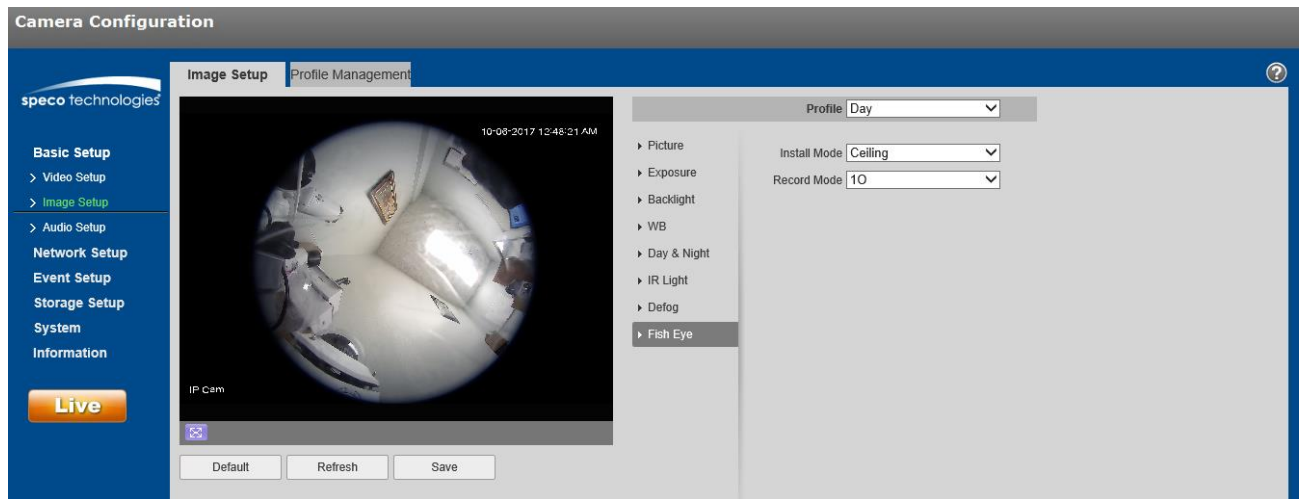 Camera Configuration
speco technologies
Basic Setup
Video Setup
Image Setup
Audio Setup
Network Setup
Event Setup
Storage Setup
System
Information
Live
Image Setup
Profile Management
10-06-2017 12:48:21 AM
IP Cam
Default
Refresh
Save
Profile Day
Picture
Exposure
Backlight
WB
Day & Night
IR Light
Defog
Fish Eye
Install Mode Ceiling
Record Mode 1O
?